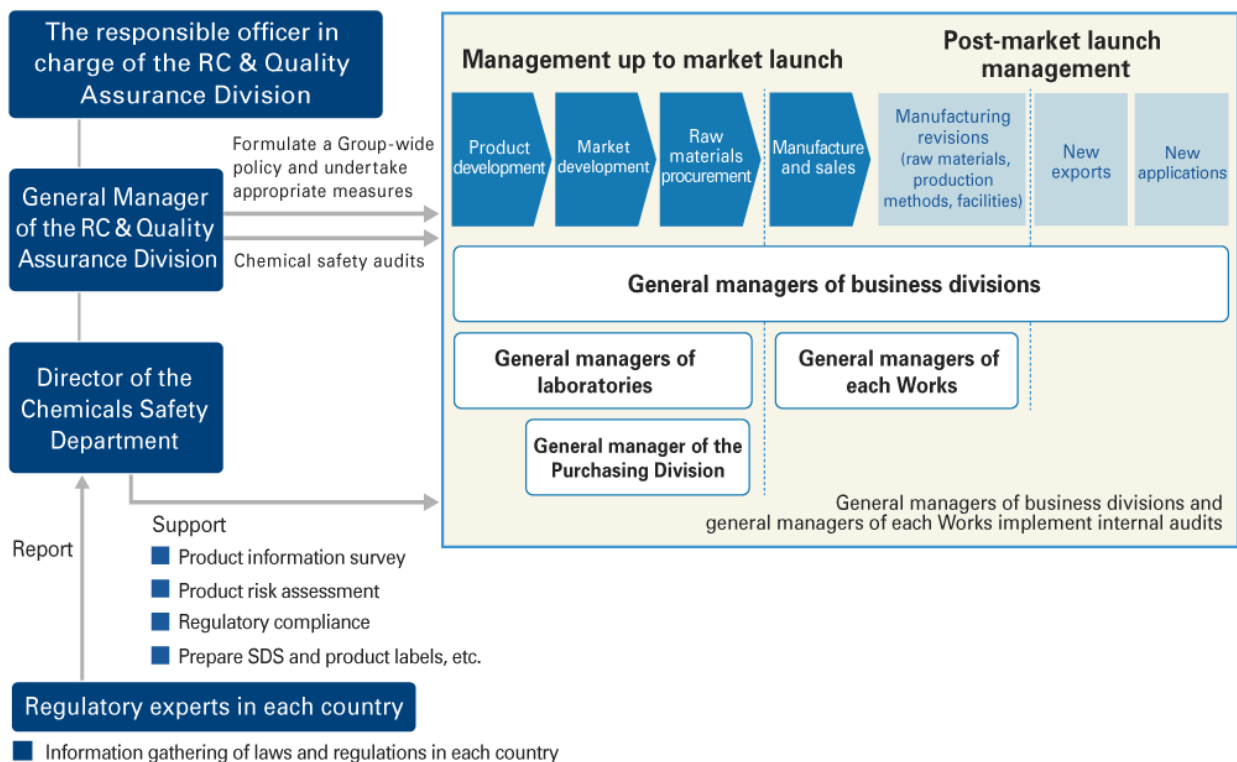 The responsible officer in
charge of the RC & Quality
Assurance Division
Formulate a Group-wide
policy and undertake
appropriate measures
General Manager
of the RC & Quality
Assurance Division
Chemical safety audits
Director of the
Chemicals Safety
Department
Report
Support
Product information survey
Product risk assessment
Regulatory compliance
Prepare SDS and product labels, etc.
Regulatory experts in each country
Information gathering of laws and regulations in each country
Management up to market launch
Post-market launch
management
Product
development
Market
development
Raw
materials
procurement
Manufacture
and sales
Manufacturing
revisions
(raw materials,
production
methods, facilities)
New
exports
New
applications
General managers of business divisions
General managers of
laboratories
General managers of
each Works
General manager of the
Purchasing Division
General managers of business divisions and
general managers of each Works implement internal audits